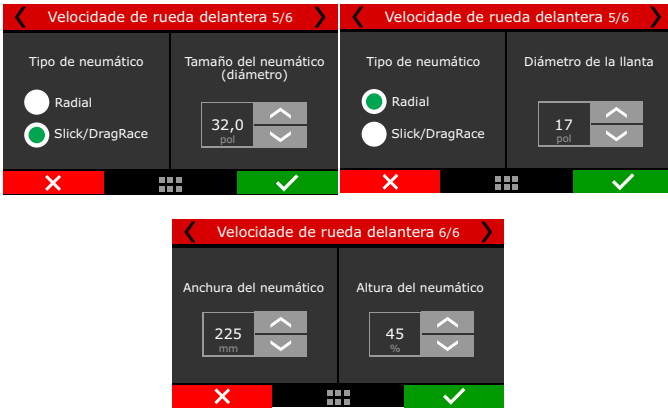 Velocidade de rueda delantera 5/6
Tipo de neumático
Radial
Slick/DragRace
Tamaño del neumático
(diámetro)
32,0
pol
Velocidade de rueda delantera 5/6
Tipo de neumático
Radial
Slick/DragRace
Diámetro de la llanta
17
pol
Velocidade de rueda delantera 6/6
Anchura del neumático
225
mm
Altura del neumático
45
%